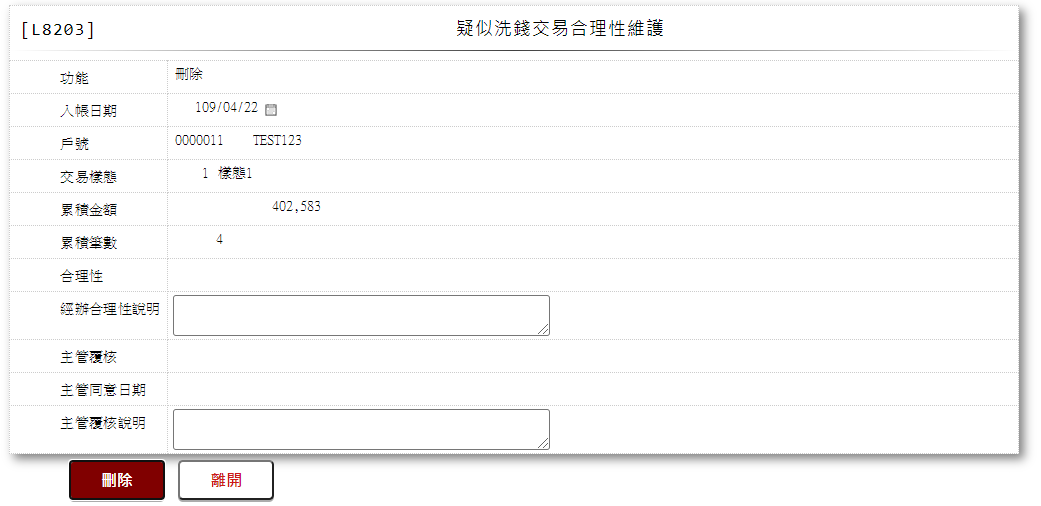 [L8203] 疑似洗錢交易合理性維護
功能 刪除
入帳日期 109/04/22
戶號 0000011 TEST123
交易樣態 1 樣態1
累積金額 402,583
累積筆數 4
合理性
經辦合理性說明
主管覆核
主管同意日期
主管覆核說明
刪除 離開